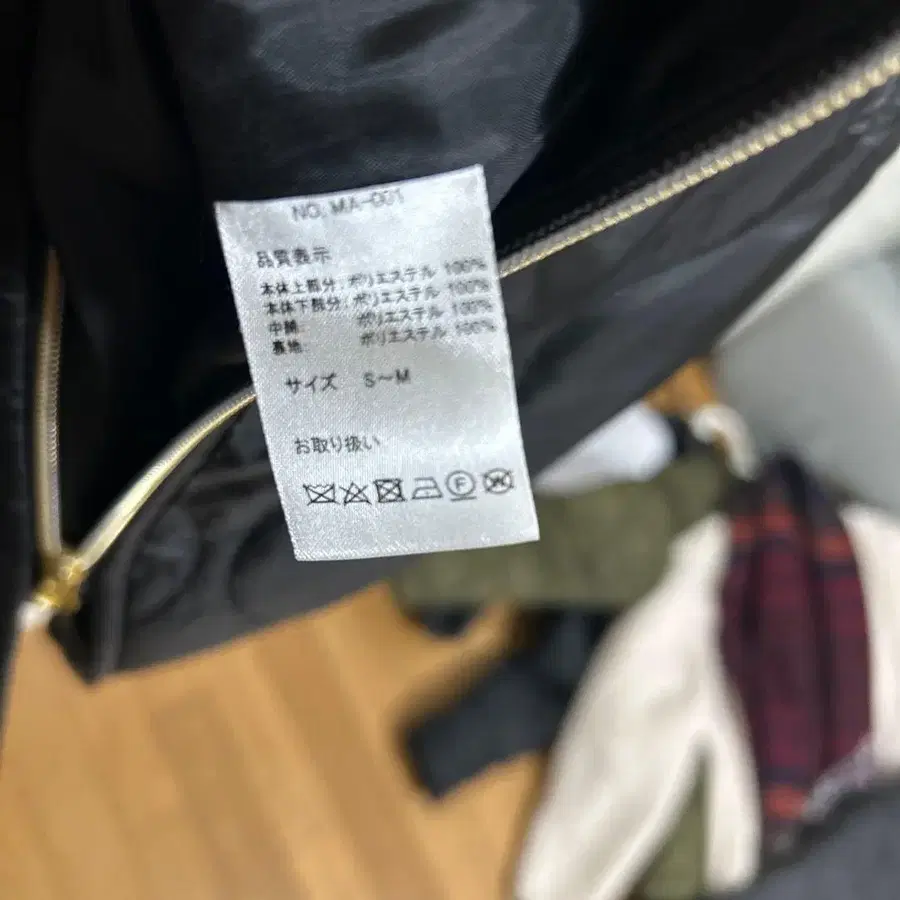 NO. MA-001
品質表示
本体上部分:ポリエステル 100%
本体下部分:ポリエステル 100%
中綿: ポリエステル 100%
裏地: ポリエステル 100%
サイズ S〜M
お取り扱い
F W